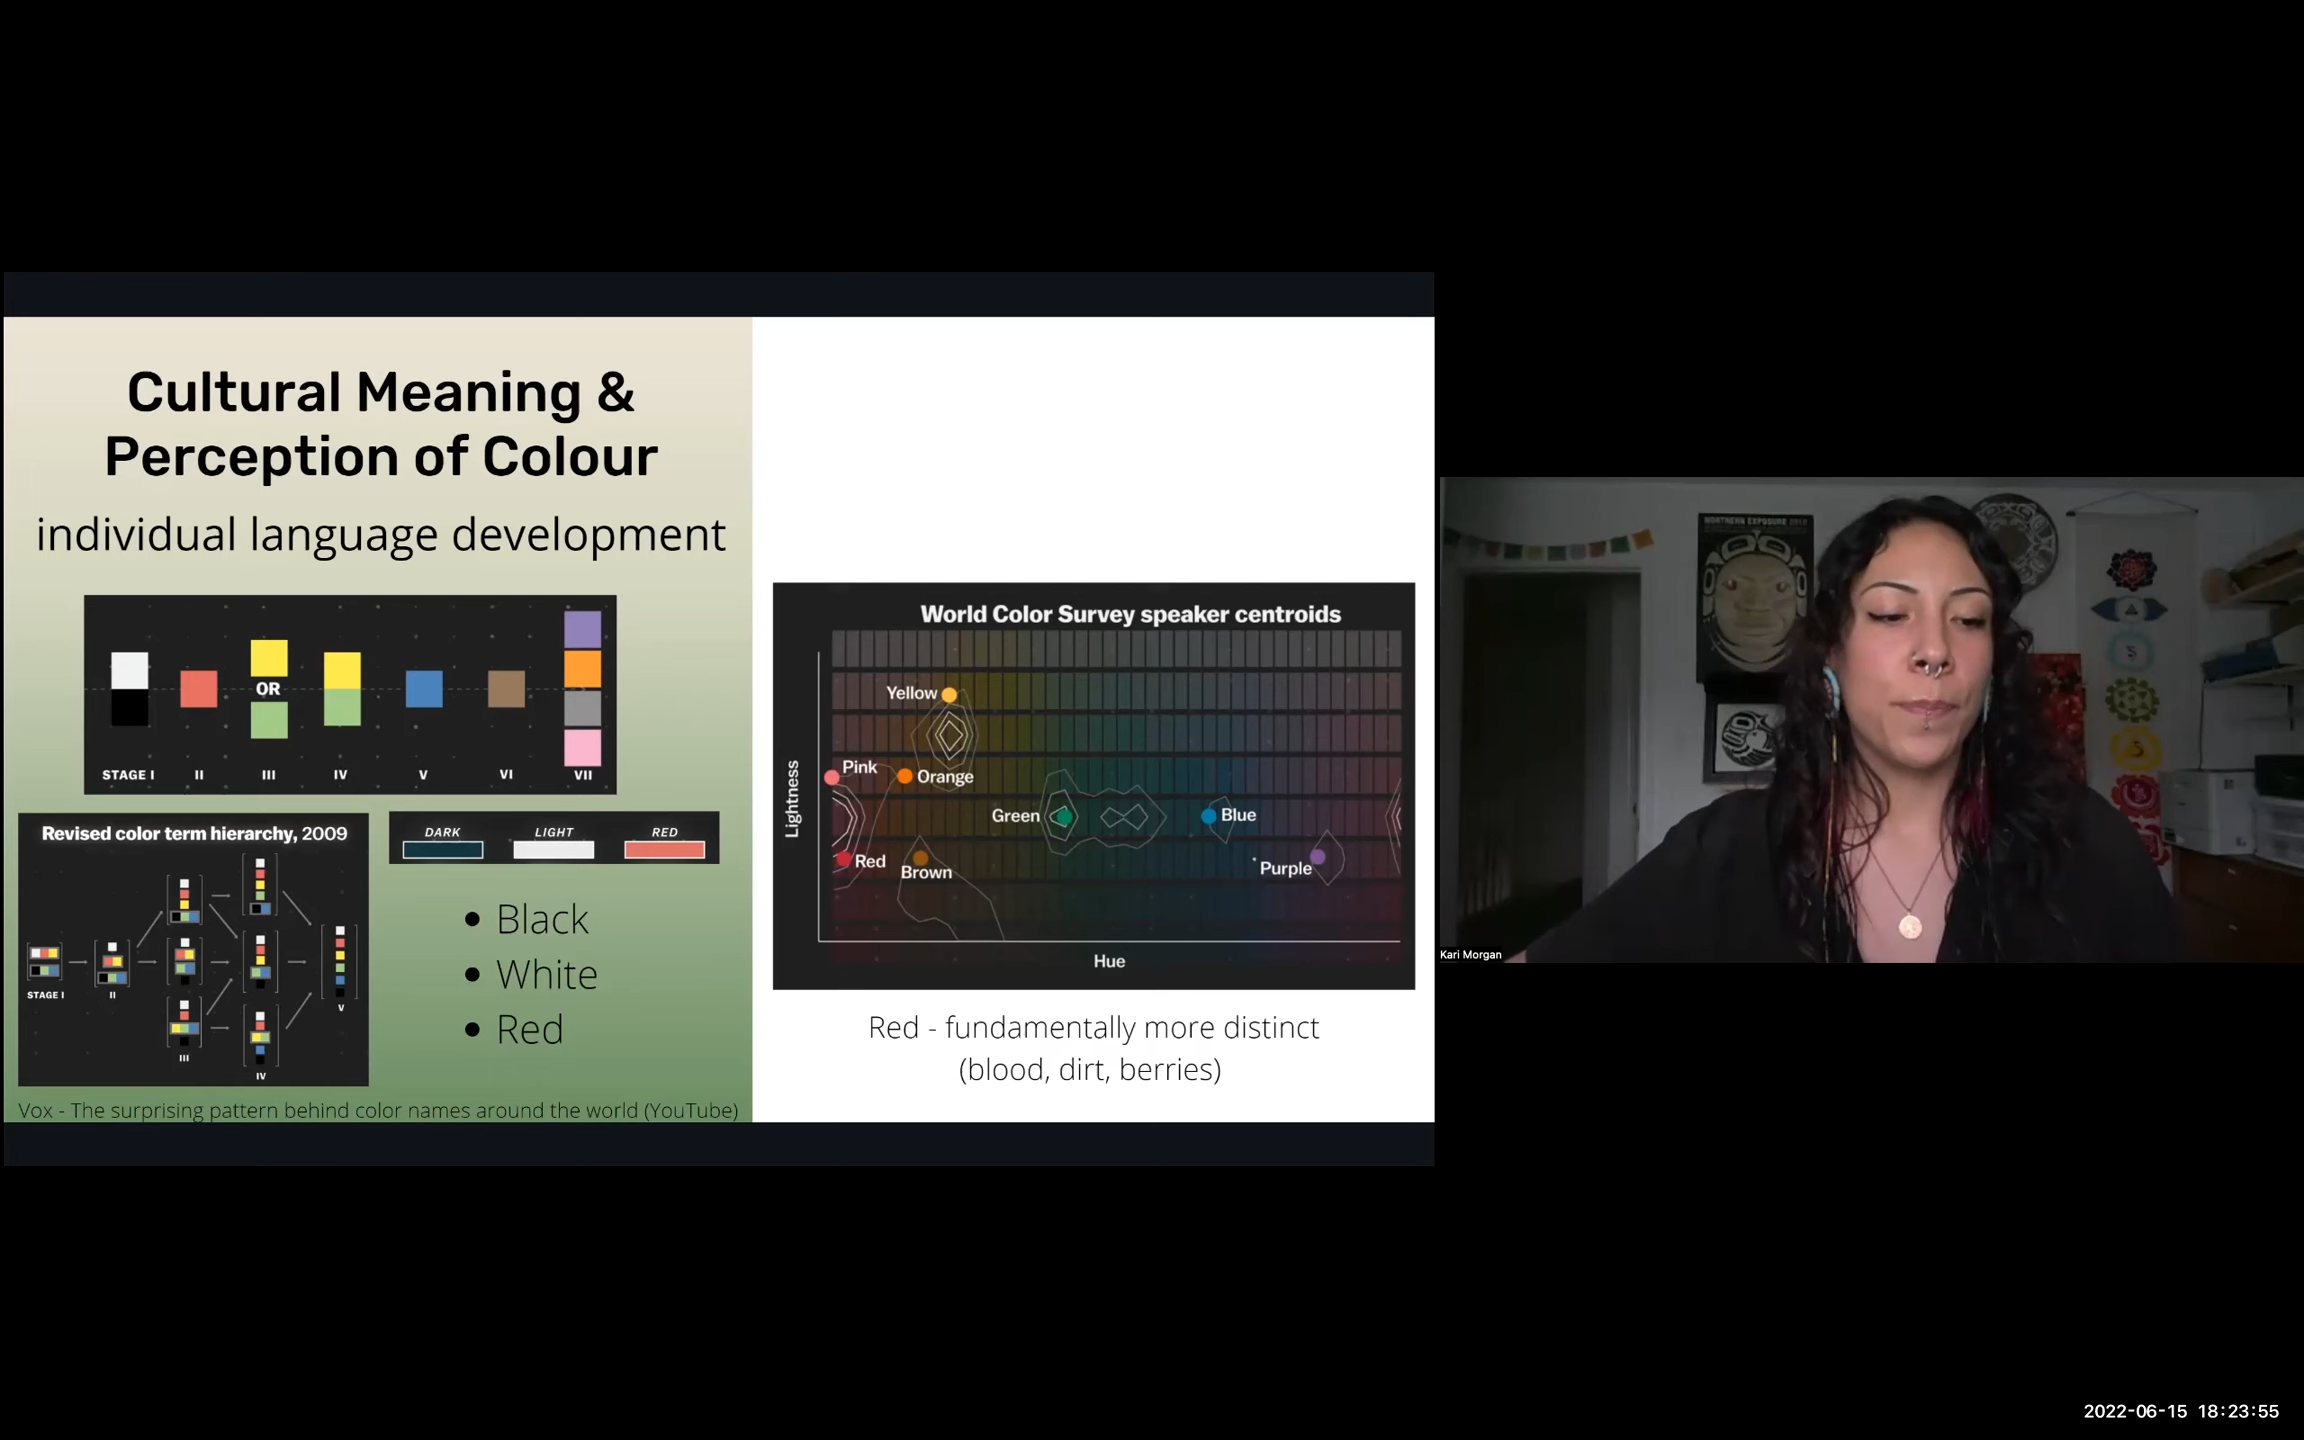 Cultural Meaning &
Perception of Colour
individual language development
OR
STAGE I II III IV V VI VII
Revised color term hierarchy, 2009
STAGE I
II
III
IV
V
DARK LIGHT RED
• Black
• White
• Red
Vox - The surprising pattern behind color names around the world (YouTube)
World Color Survey speaker centroids
Lightness
Yellow
Pink
Orange
Green
Blue
Red
Brown
Purple
Hue
Red - fundamentally more distinct
(blood, dirt, berries)
NORTHERN EXPOSURE 2010
Kari Morgan
2022-06-15 18:23:55